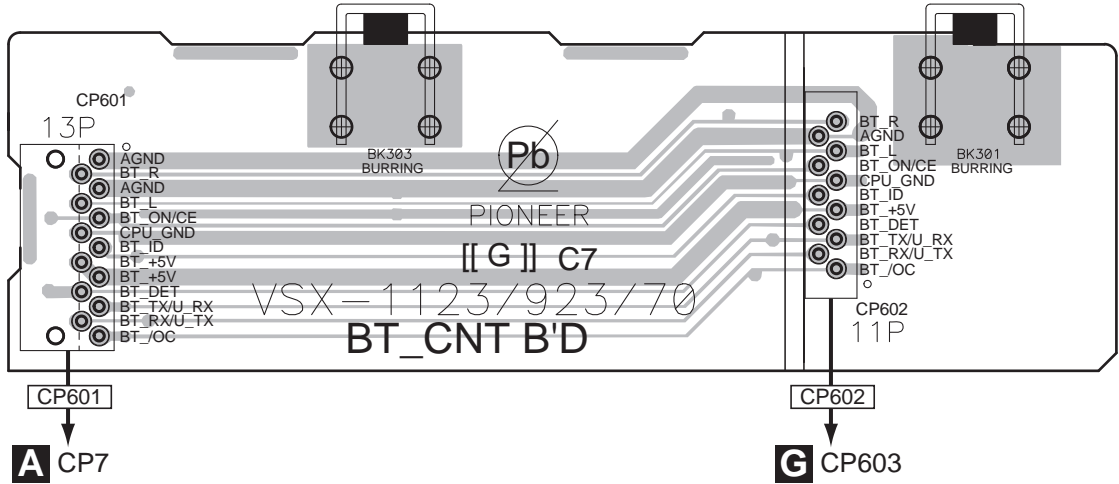 CP601
13P
AGND
BT_R
AGND
BT_L
BT_ON/CE
CPU_GND
BT_ID
BT_+5V
BT_+5V
BT_DET
BT_TX/U_RX
BT_RX/U_TX
BT_/OC
BK303
BURRING
Pb
PIONEER
[[ G ]] C7
VSX-1123/923/70
BT_CNT B'D
BT_R
AGND
BT_L
BT_ON/CE
CPU_GND
BT_ID
BT_+5V
BT_DET
BT_TX/U_RX
BT_RX/U_TX
BT_/OC
CP602
11P
BK301
BURRING
CP601
A CP7
CP602
G CP603